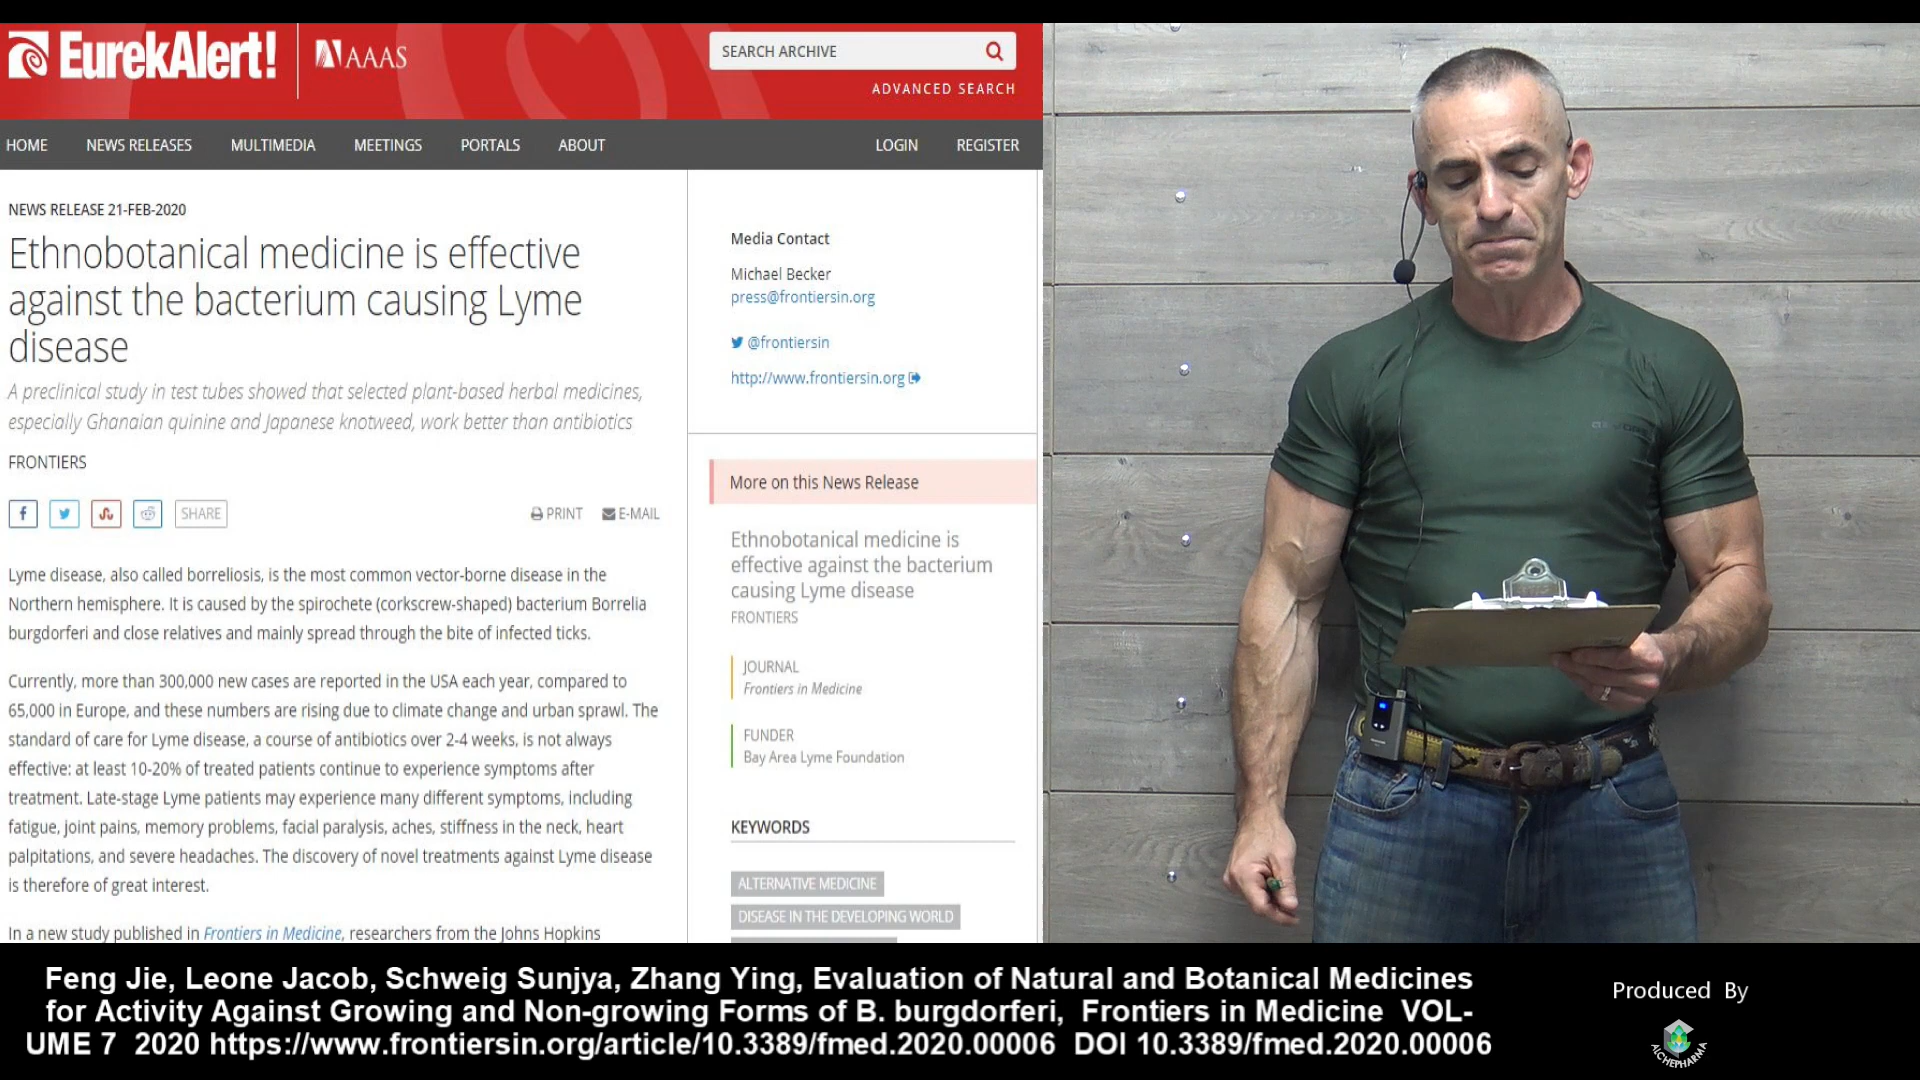 EurekAlert!
AAAS
SEARCH ARCHIVE
ADVANCED SEARCH
HOME NEWS RELEASES MULTIMEDIA MEETINGS PORTALS ABOUT LOGIN REGISTER
NEWS RELEASE 21-FEB-2020
Ethnobotanical medicine is effective
against the bacterium causing Lyme
disease
A preclinical study in test tubes showed that selected plant-based herbal medicines,
especially Ghanaian quinine and Japanese knotweed, work better than antibiotics
FRONTIERS
SHARE
PRINT E-MAIL
Lyme disease, also called borreliosis, is the most common vector-borne disease in the
Northern hemisphere. It is caused by the spirochete (corkscrew-shaped) bacterium Borrelia
burgdorferi and close relatives and mainly spread through the bite of infected ticks.
Currently, more than 300,000 new cases are reported in the USA each year, compared to
65,000 in Europe, and these numbers are rising due to climate change and urban sprawl. The
standard of care for Lyme disease, a course of antibiotics over 2-4 weeks, is not always
effective: at least 10-20% of treated patients continue to experience symptoms after
treatment. Late-stage Lyme patients may experience many different symptoms, including
fatigue, joint pains, memory problems, facial paralysis, aches, stiffness in the neck, heart
palpitations, and severe headaches. The discovery of novel treatments against Lyme disease
is therefore of great interest.
In a new study published in Frontiers in Medicine, researchers from the Johns Hopkins
Media Contact
Michael Becker
press@frontiersin.org
@frontiersin
http://www.frontiersin.org
More on this News Release
Ethnobotanical medicine is
effective against the bacterium
causing Lyme disease
FRONTIERS
JOURNAL
Frontiers in Medicine
FUNDER
Bay Area Lyme Foundation
KEYWORDS
ALTERNATIVE MEDICINE
DISEASE IN THE DEVELOPING WORLD
Feng Jie, Leone Jacob, Schweig Sunjya, Zhang Ying, Evaluation of Natural and Botanical Medicines
for Activity Against Growing and Non-growing Forms of B. burgdorferi, Frontiers in Medicine VOL-
UME 7 2020 https://www.frontiersin.org/article/10.3389/fmed.2020.00006 DOI 10.3389/fmed.2020.00006
Produced By
AlCHEPHARMA